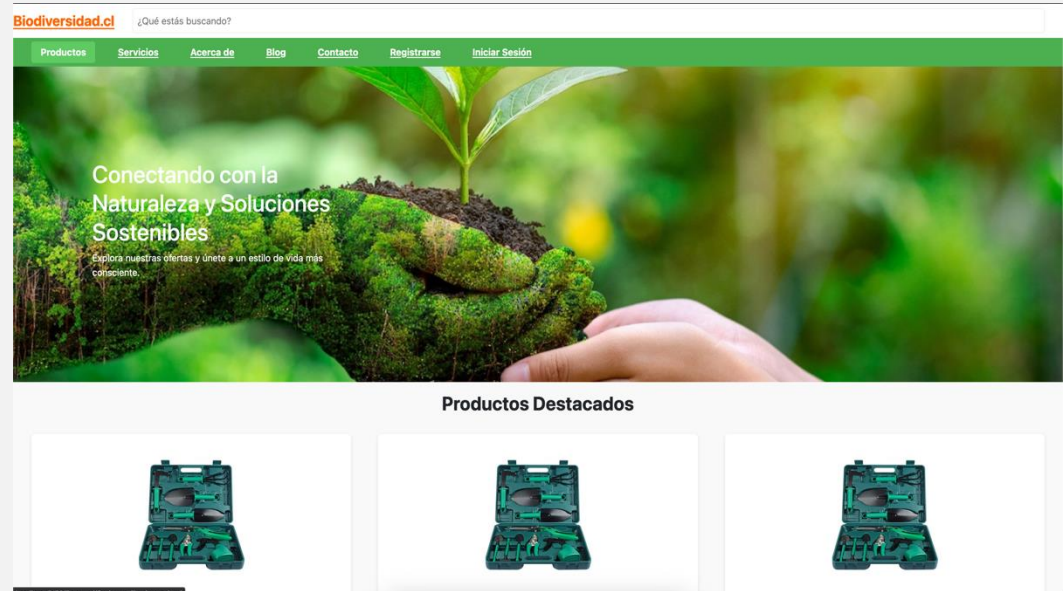 Biodiversidad.cl
¿Qué estás buscando?
Productos Servicios Acerca de Blog Contacto Registrarse Iniciar Sesión
Conectando con la
Naturaleza y Soluciones
Sostenibles
Explora nuestras ofertas y únete a un estilo de vida más
consciente.
Productos Destacados